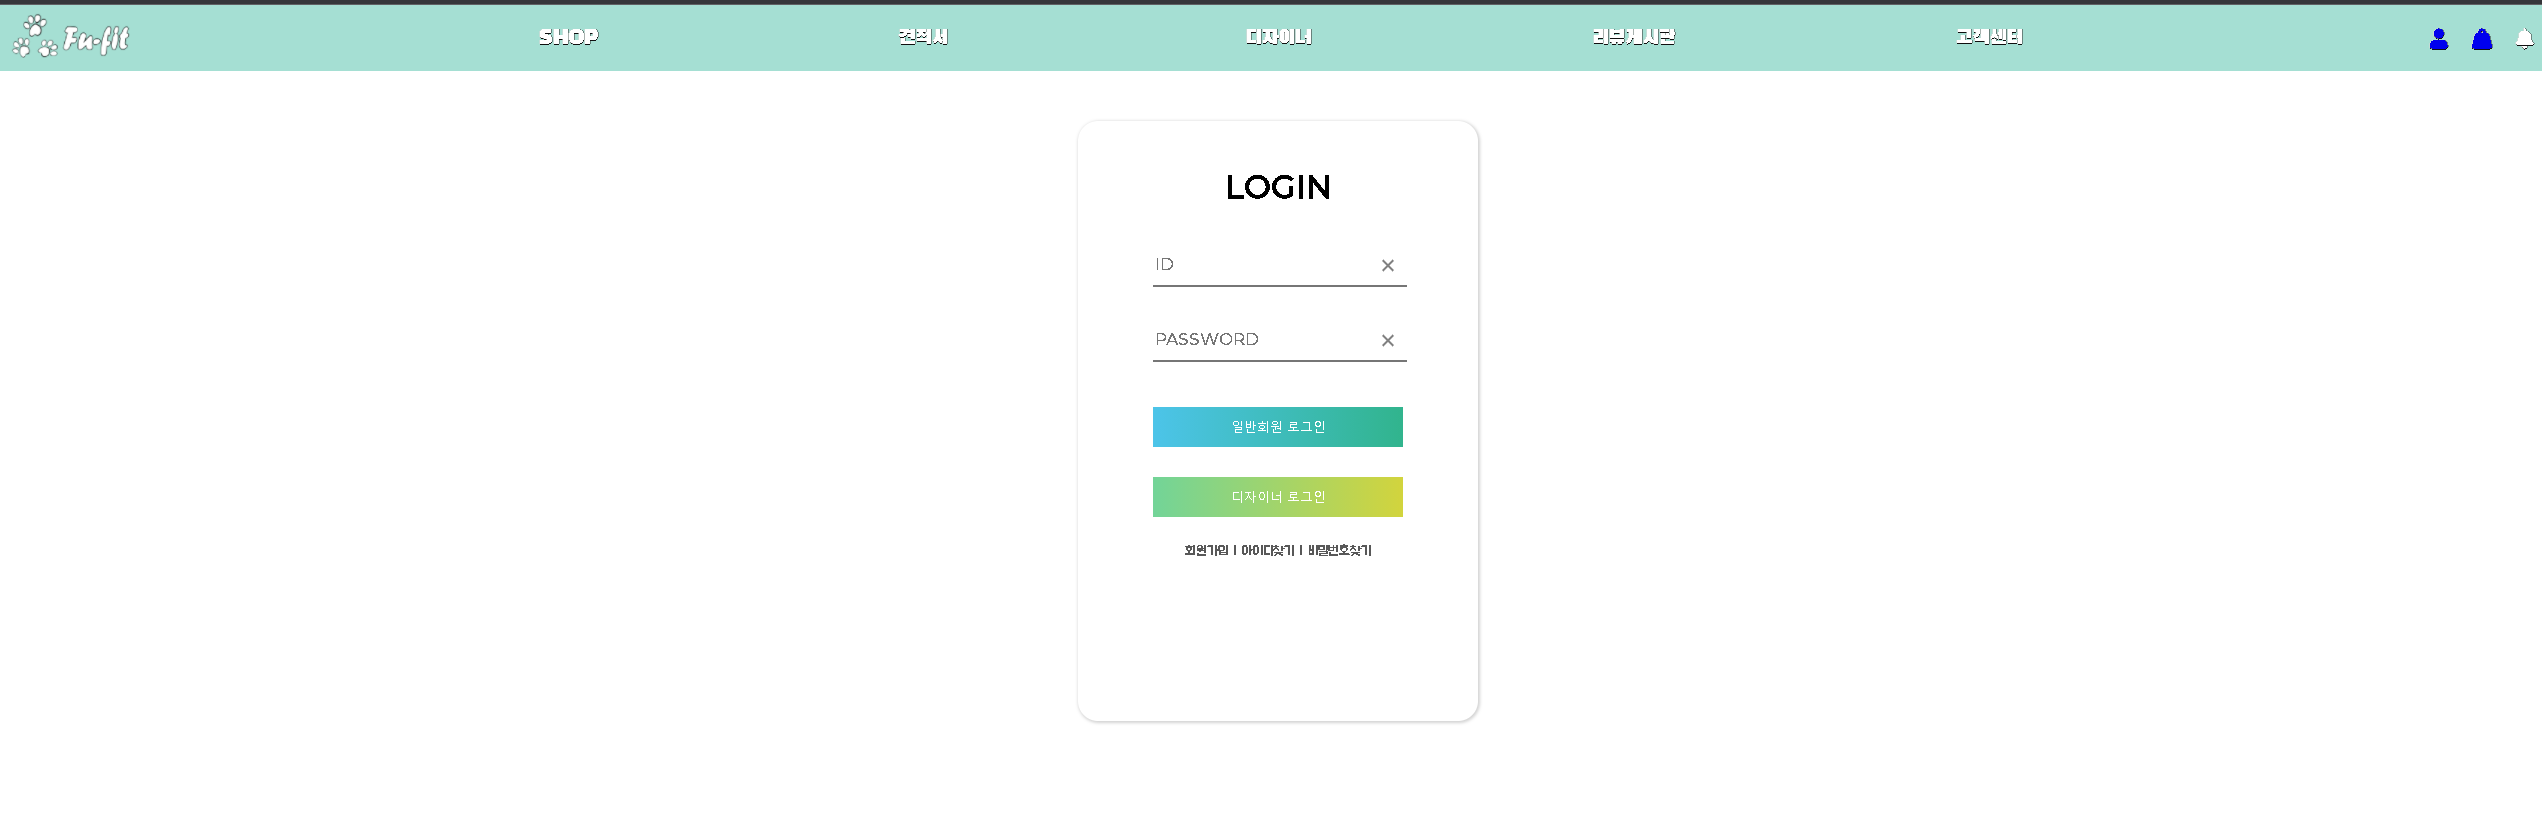 Fu-fit SHOP 견적서 디자이너 리뷰게시판 고객센터
LOGIN
ID
PASSWORD
일반회원 로그인
디자이너 로그인
회원가입 | 아이디찾기 | 비밀번호찾기